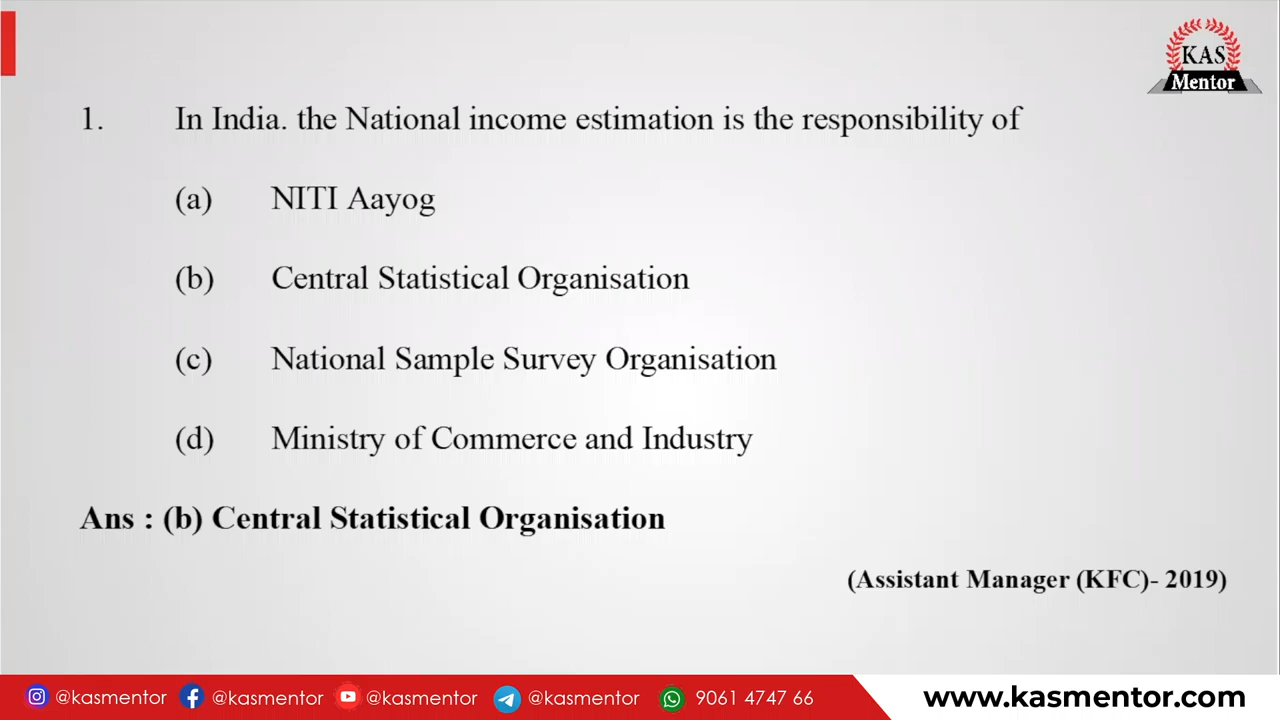 KAS
Mentor
1. In India. the National income estimation is the responsibility of
(a) NITI Aayog
(b) Central Statistical Organisation
(c) National Sample Survey Organisation
(d) Ministry of Commerce and Industry
Ans : (b) Central Statistical Organisation
(Assistant Manager (KFC)- 2019)
@kasmentor @kasmentor @kasmentor @kasmentor 9061 4747 66 www.kasmentor.com